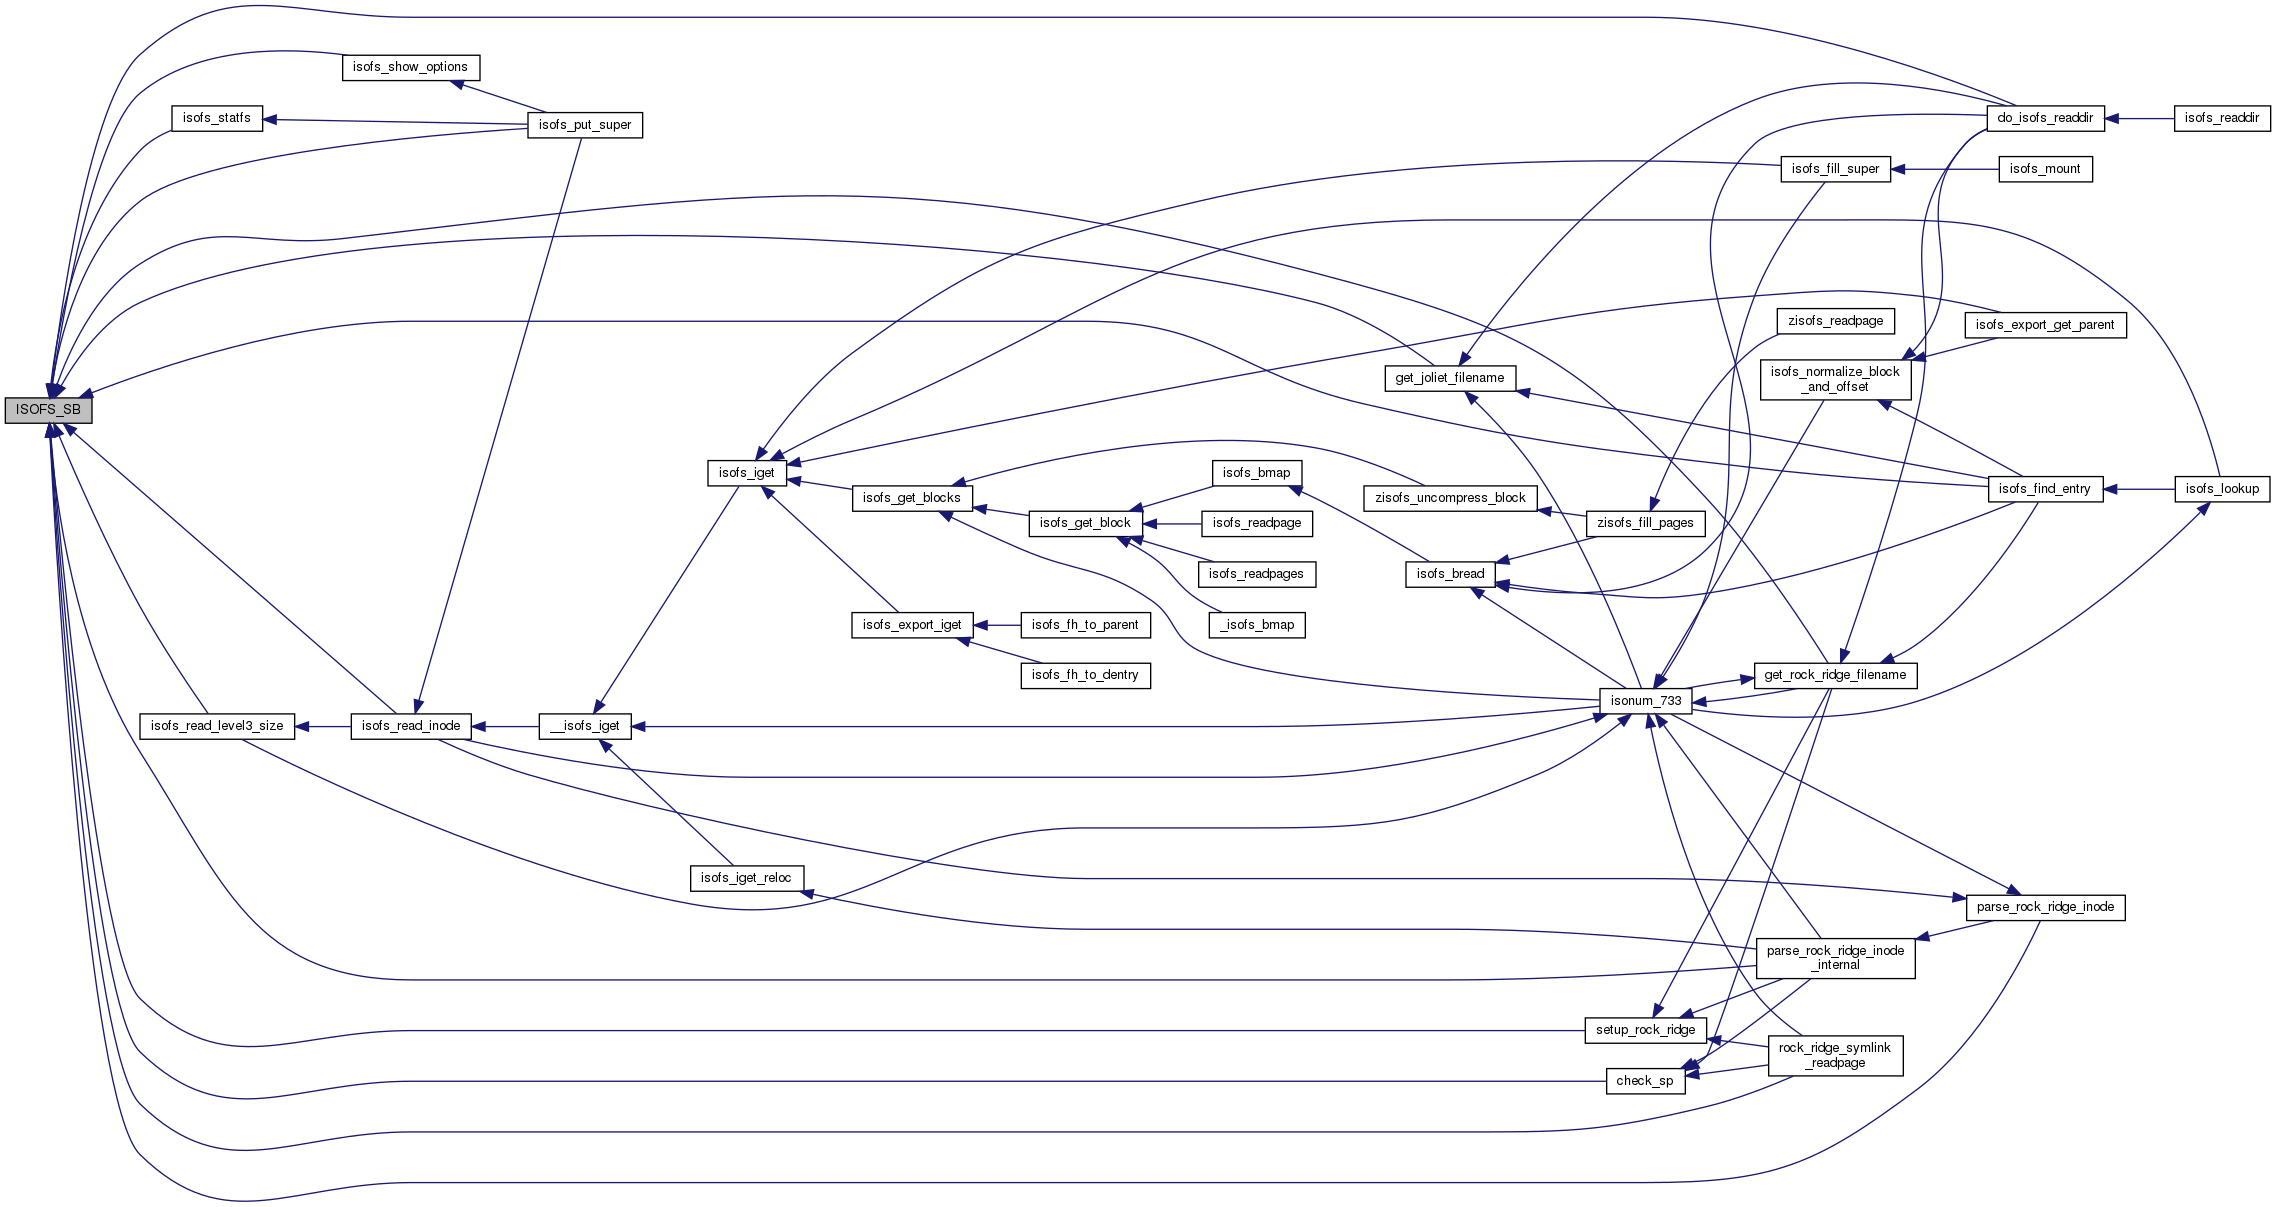 isofs_show_options
isofs_statfs
isofs_put_super
do_isofs_readdir
isofs_readdir
isofs_fill_super
isofs_mount
zisofs_readpage
isofs_export_get_parent
isofs_normalize_block
_and_offset
get_joliet_filename
ISOFS_SB
isofs_iget
isofs_get_blocks
isofs_bmap
zisofs_uncompress_block
isofs_find_entry
isofs_lookup
isofs_get_block
isofs_readpage
zisofs_fill_pages
isofs_readpages
isofs_bread
isofs_export_iget
isofs_fh_to_parent
_isofs_bmap
isofs_fh_to_dentry
get_rock_ridge_filename
isonum_733
isofs_read_level3_size
isofs_read_inode
__isofs_iget
isofs_iget_reloc
parse_rock_ridge_inode
parse_rock_ridge_inode
_internal
setup_rock_ridge
rock_ridge_symlink
_readpage
check_sp